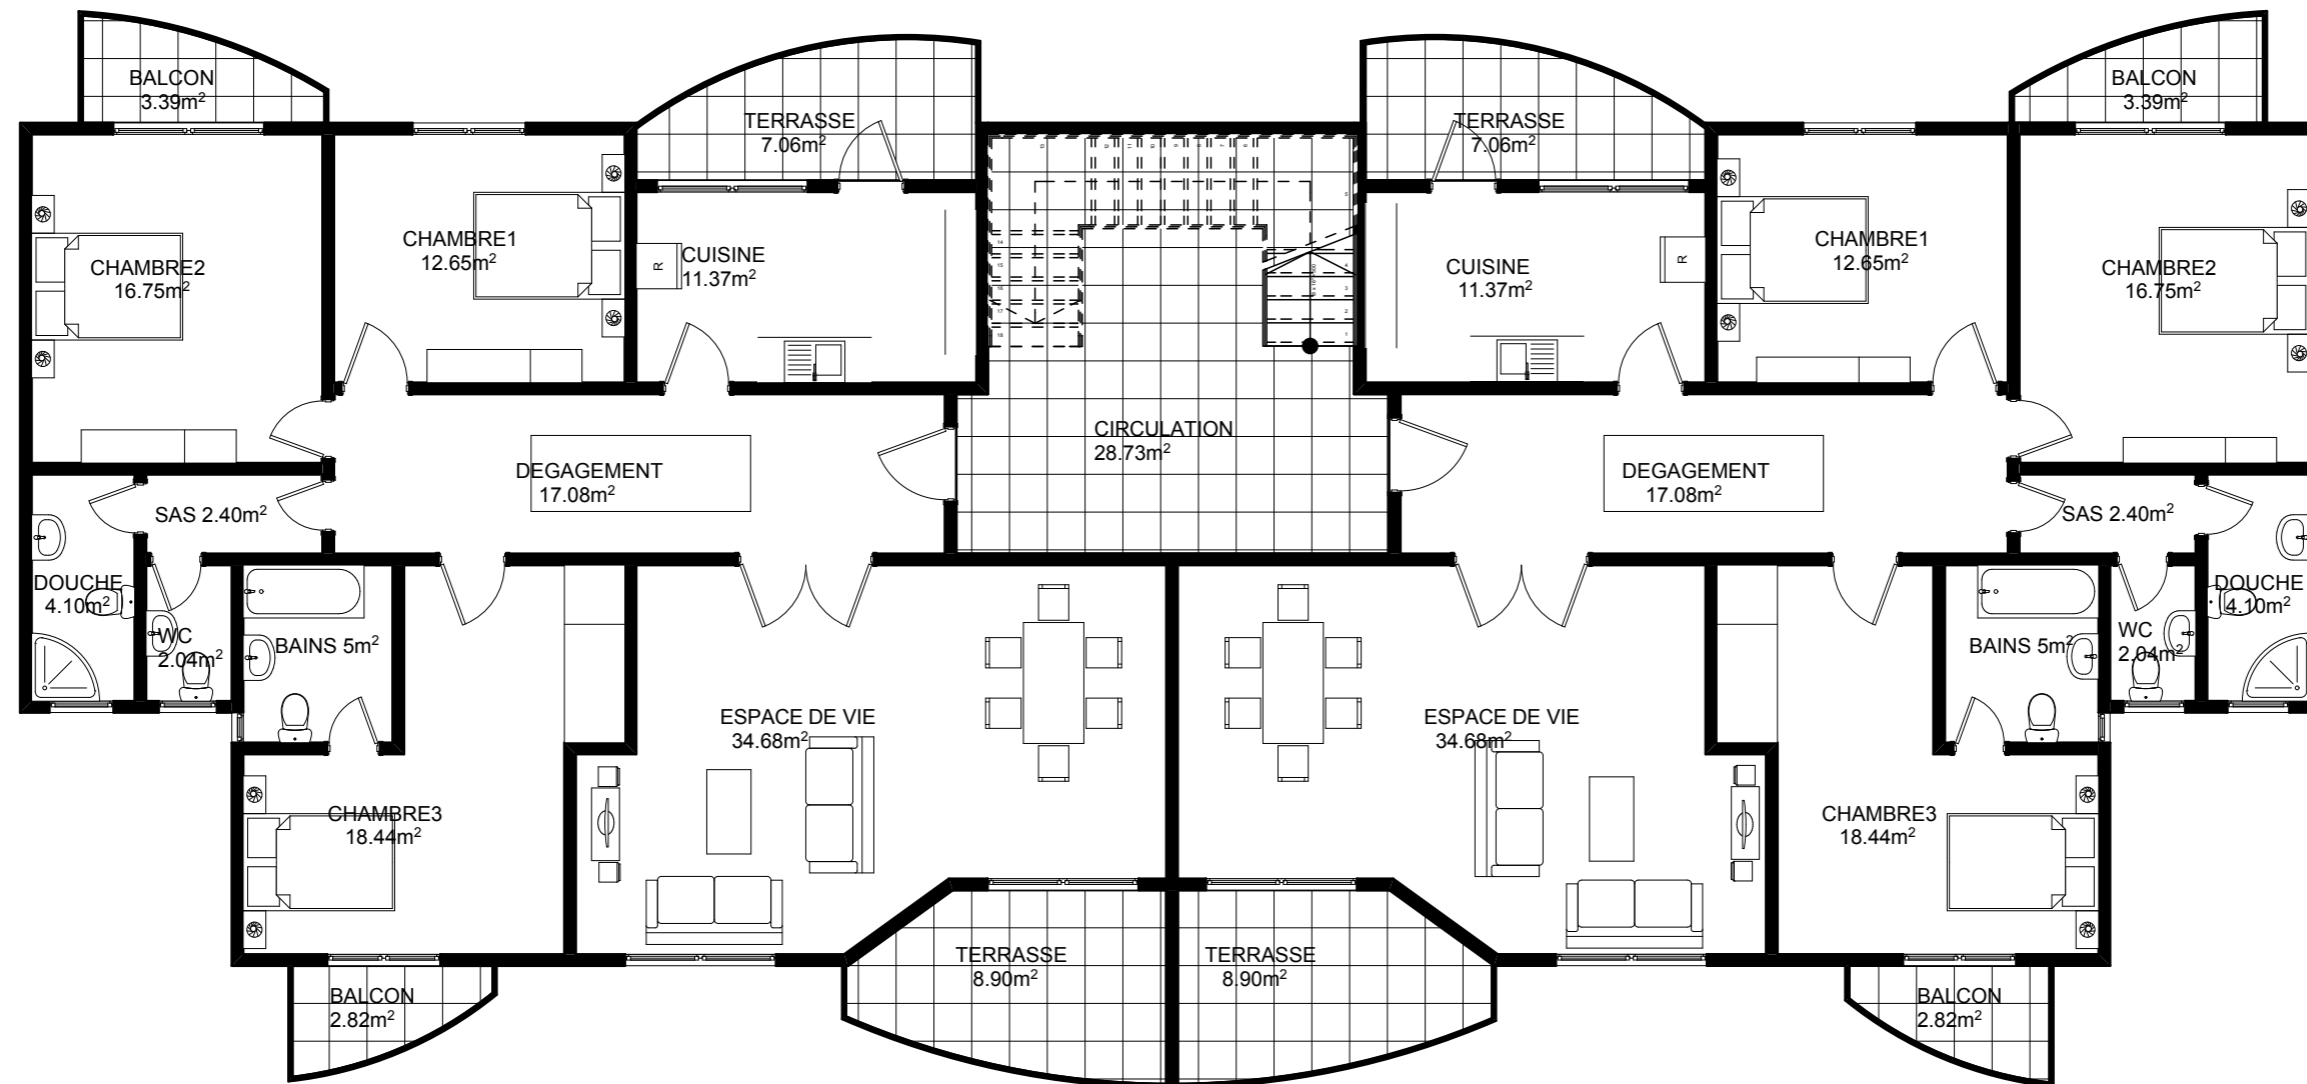 BALCON
3.39m²
TERRASSE
7.06m²
TERRASSE
7.06m²
BALCON
3.39m²
CHAMBRE2
16.75m²
CHAMBRE1
12.65m²
R
CUISINE
11.37m²
CUISINE
11.37m²
R
CHAMBRE1
12.65m²
CHAMBRE2
16.75m²
CIRCULATION
28.73m²
DEGAGEMENT
17.08m²
DEGAGEMENT
17.08m²
SAS 2.40m²
SAS 2.40m²
DOUCHE
4.10m²
WC
2.04m²
BAINS 5m²
BAINS 5m²
WC
2.04m²
DOUCHE
4.10m²
ESPACE DE VIE
34.68m²
ESPACE DE VIE
34.68m²
CHAMBRE3
18.44m²
CHAMBRE3
18.44m²
TERRASSE
8.90m²
TERRASSE
8.90m²
BALCON
2.82m²
BALCON
2.82m²